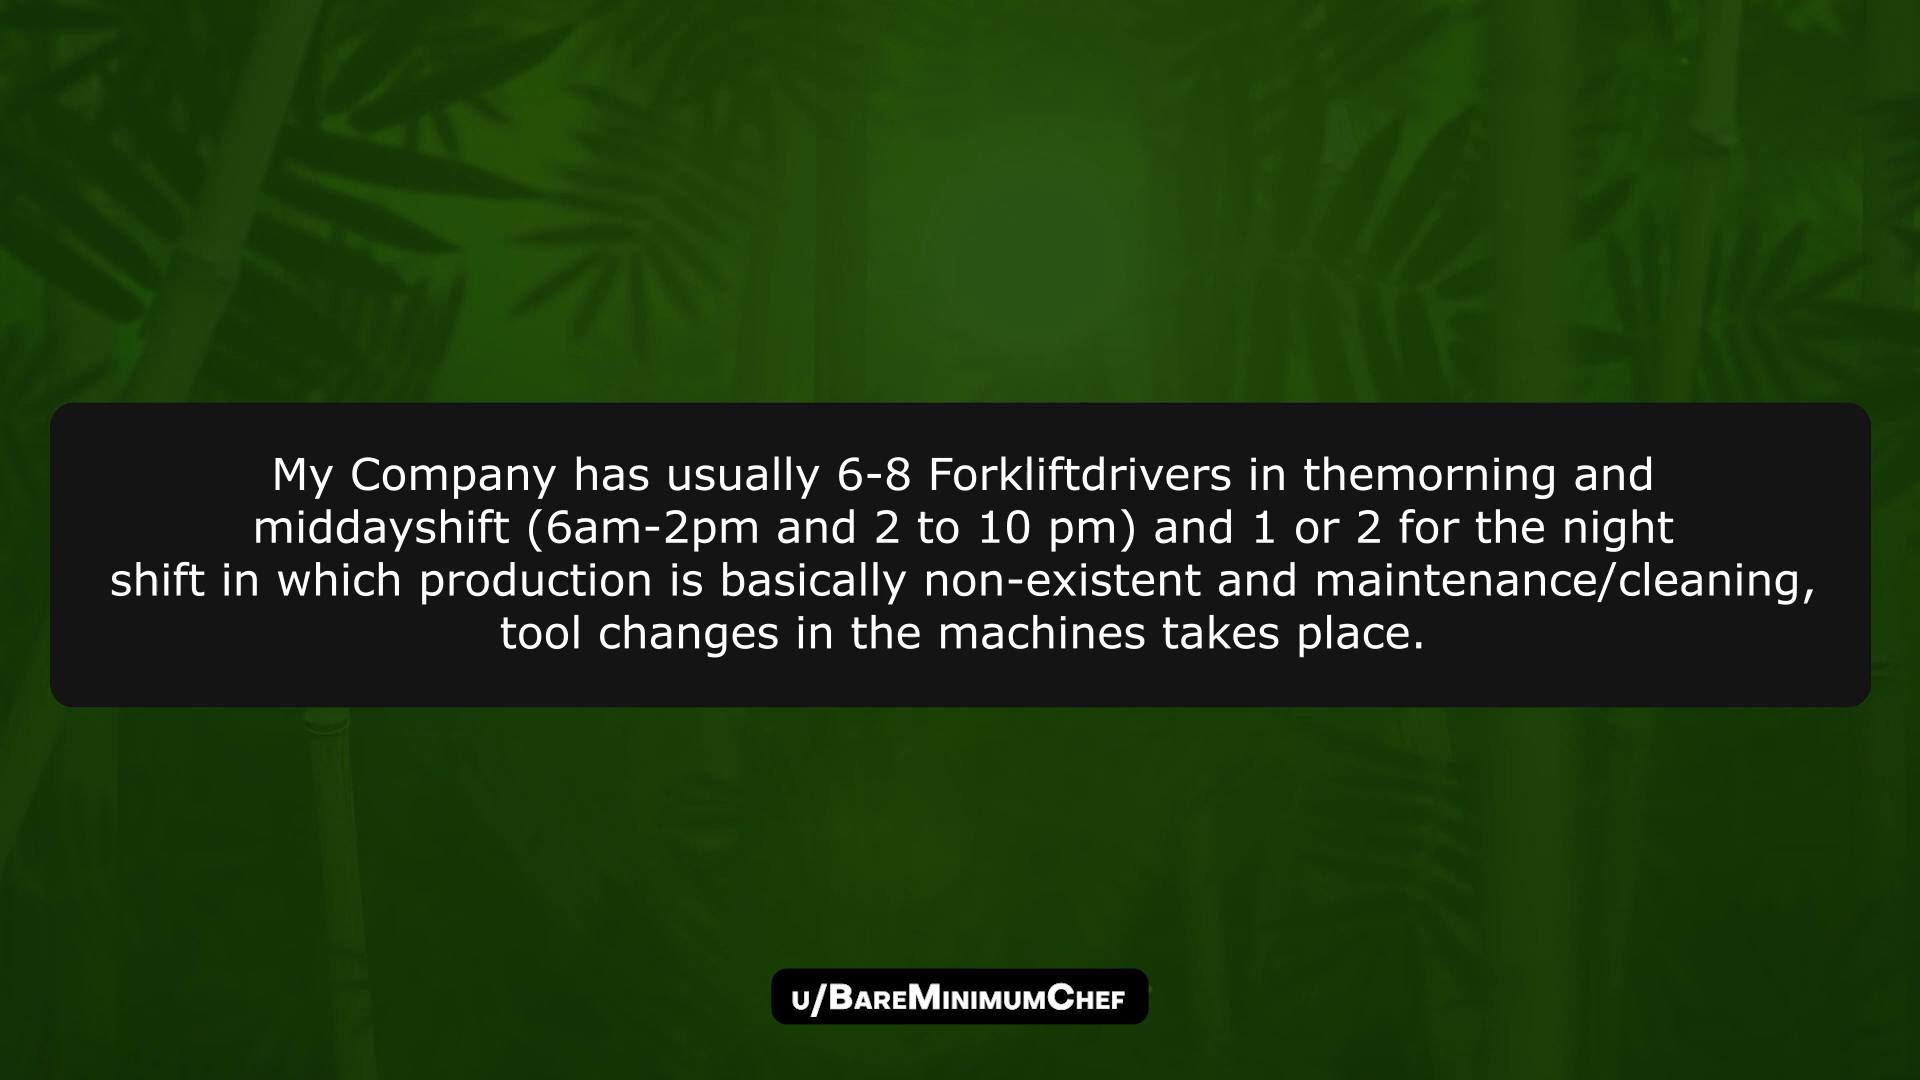 My Company has usually 6-8 Forkliftdrivers in themorning and
middayshift (6am-2pm and 2 to 10 pm) and 1 or 2 for the night
shift in which production is basically non-existent and maintenance/cleaning,
tool changes in the machines takes place.
u/BareMinimumChef